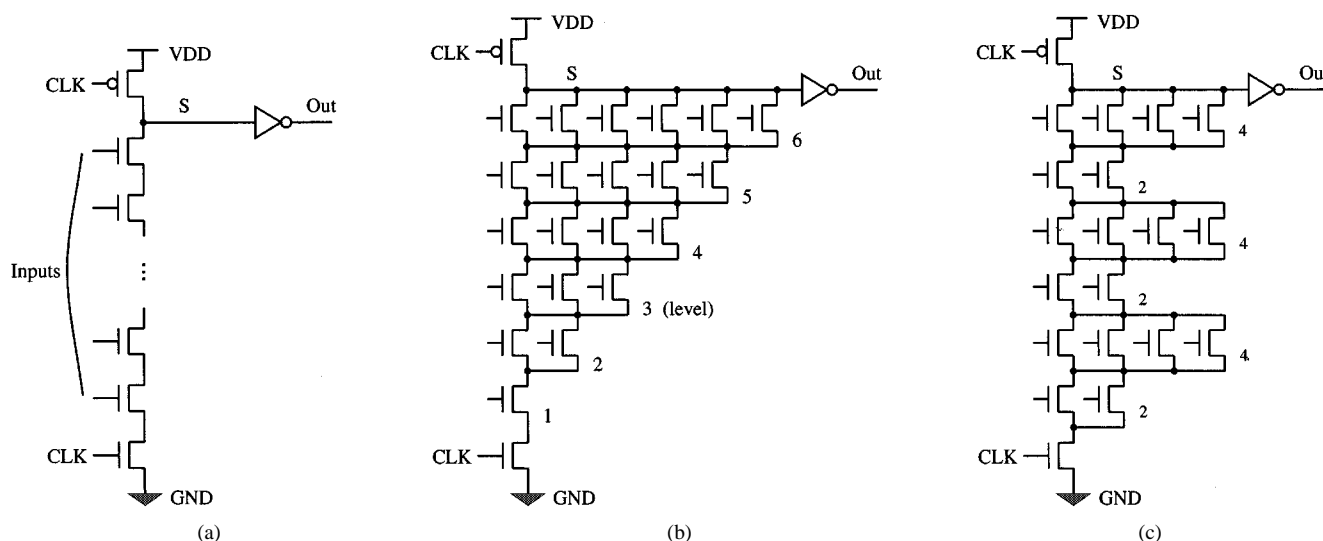 VDD
CLK
S
Out
Inputs
...
CLK
GND
(a)
VDD
CLK
S
Out
6
5
4
3 (level)
2
1
CLK
GND
(b)
VDD
CLK
S
Ou
4
2
4
2
4
2
CLK
GND
(c)